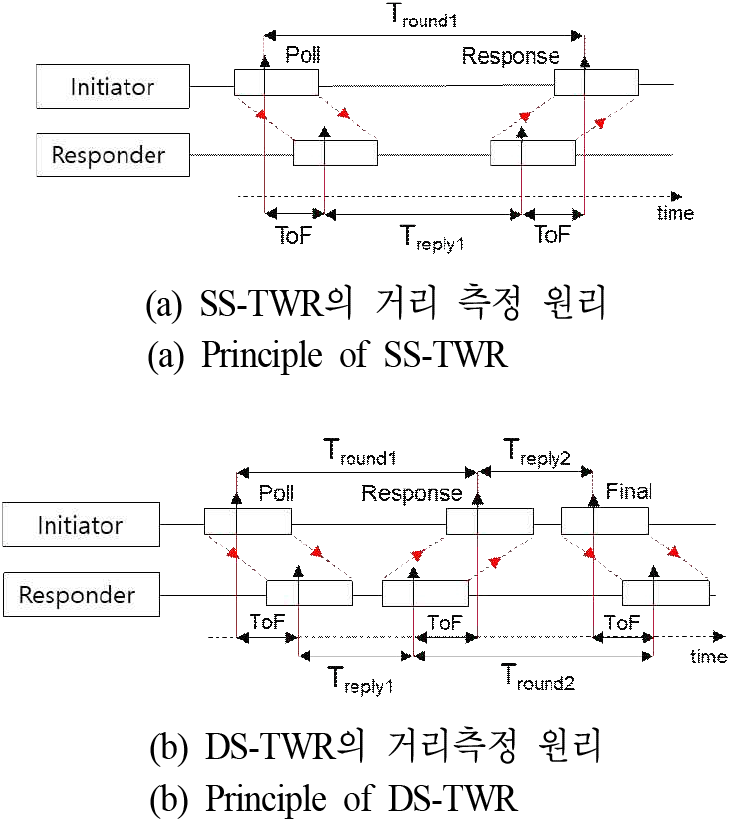 Tround1
Poll
Response
Initiator
Responder
time
ToF
Treply1
ToF
(a) SS-TWR의 거리 측정 원리
(a) Principle of SS-TWR
Tround1
Treply2
Poll
Response
Final
Initiator
Responder
ToF
ToF
ToF
time
Treply1
Tround2
(b) DS-TWR의 거리측정 원리
(b) Principle of DS-TWR